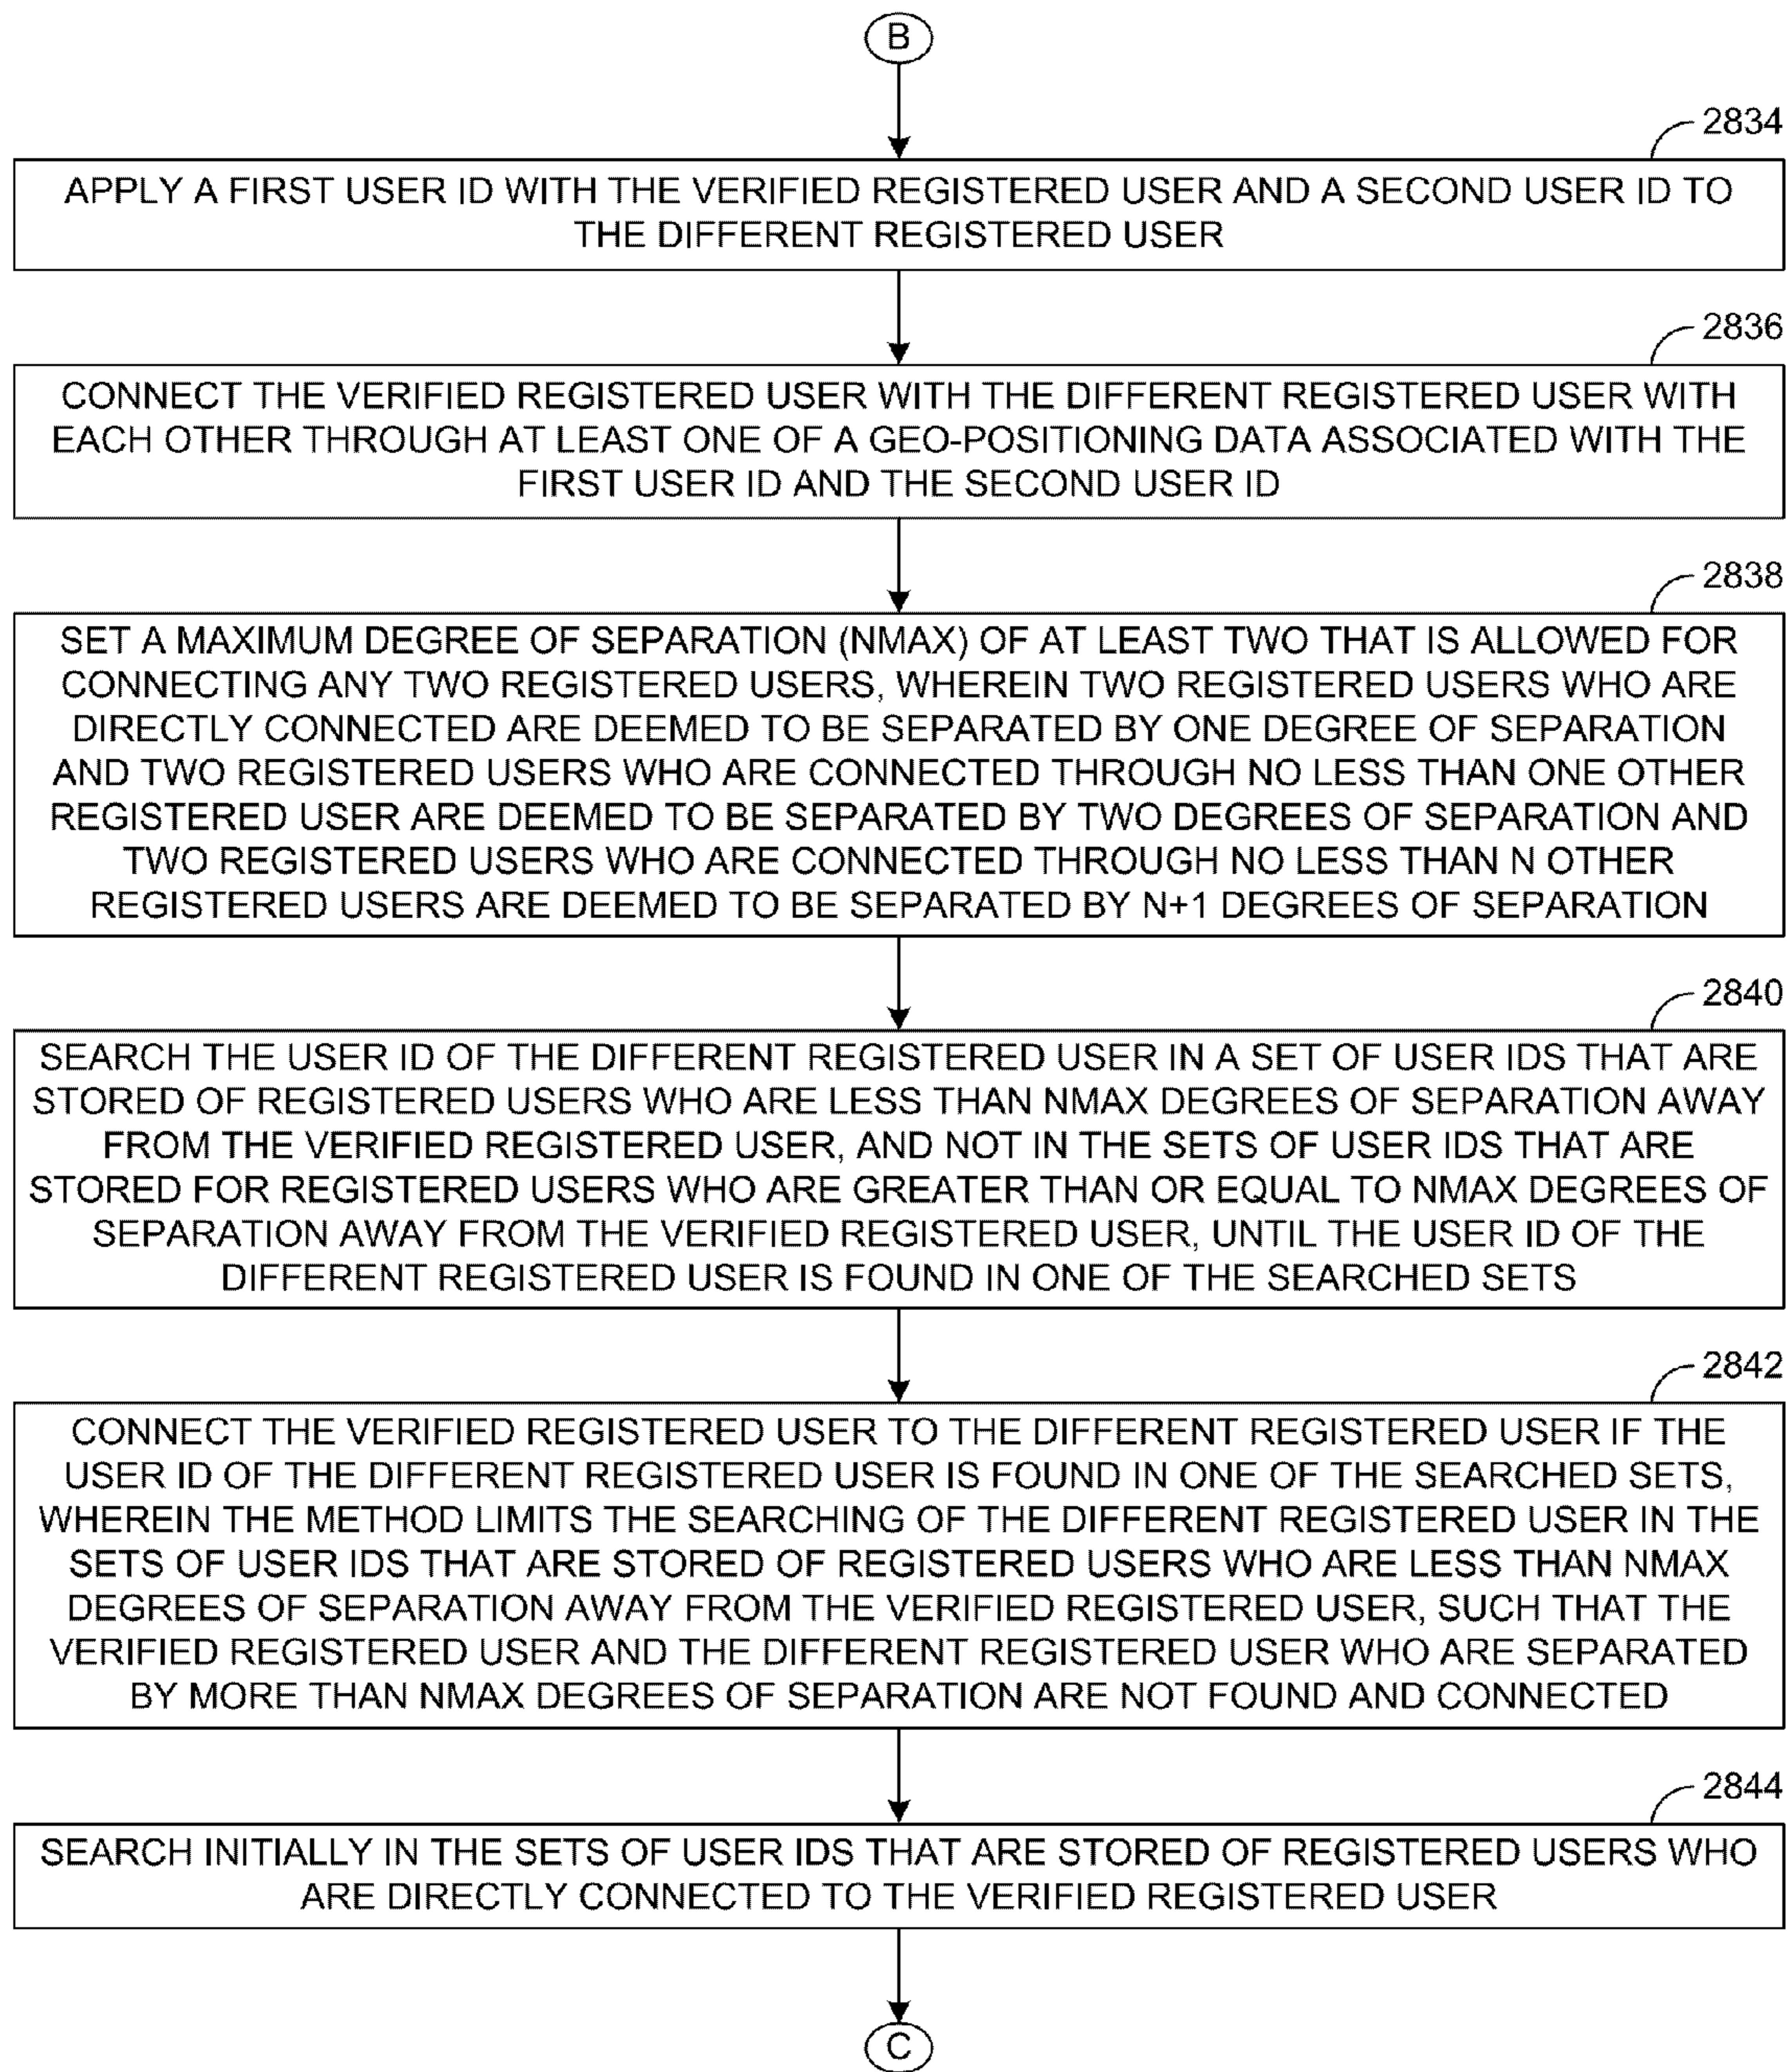 B
2834
APPLY A FIRST USER ID WITH THE VERIFIED REGISTERED USER AND A SECOND USER ID TO
THE DIFFERENT REGISTERED USER
2836
CONNECT THE VERIFIED REGISTERED USER WITH THE DIFFERENT REGISTERED USER WITH
EACH OTHER THROUGH AT LEAST ONE OF A GEO-POSITIONING DATA ASSOCIATED WITH THE
FIRST USER ID AND THE SECOND USER ID
2838
SET A MAXIMUM DEGREE OF SEPARATION (NMAX) OF AT LEAST TWO THAT IS ALLOWED FOR
CONNECTING ANY TWO REGISTERED USERS, WHEREIN TWO REGISTERED USERS WHO ARE
DIRECTLY CONNECTED ARE DEEMED TO BE SEPARATED BY ONE DEGREE OF SEPARATION
AND TWO REGISTERED USERS WHO ARE CONNECTED THROUGH NO LESS THAN ONE OTHER
REGISTERED USER ARE DEEMED TO BE SEPARATED BY TWO DEGREES OF SEPARATION AND
TWO REGISTERED USERS WHO ARE CONNECTED THROUGH NO LESS THAN N OTHER
REGISTERED USERS ARE DEEMED TO BE SEPARATED BY N+1 DEGREES OF SEPARATION
2840
SEARCH THE USER ID OF THE DIFFERENT REGISTERED USER IN A SET OF USER IDS THAT ARE
STORED OF REGISTERED USERS WHO ARE LESS THAN NMAX DEGREES OF SEPARATION AWAY
FROM THE VERIFIED REGISTERED USER, AND NOT IN THE SETS OF USER IDS THAT ARE
STORED FOR REGISTERED USERS WHO ARE GREATER THAN OR EQUAL TO NMAX DEGREES OF
SEPARATION AWAY FROM THE VERIFIED REGISTERED USER, UNTIL THE USER ID OF THE
DIFFERENT REGISTERED USER IS FOUND IN ONE OF THE SEARCHED SETS
2842
CONNECT THE VERIFIED REGISTERED USER TO THE DIFFERENT REGISTERED USER IF THE
USER ID OF THE DIFFERENT REGISTERED USER IS FOUND IN ONE OF THE SEARCHED SETS,
WHEREIN THE METHOD LIMITS THE SEARCHING OF THE DIFFERENT REGISTERED USER IN THE
SETS OF USER IDS THAT ARE STORED OF REGISTERED USERS WHO ARE LESS THAN NMAX
DEGREES OF SEPARATION AWAY FROM THE VERIFIED REGISTERED USER, SUCH THAT THE
VERIFIED REGISTERED USER AND THE DIFFERENT REGISTERED USER WHO ARE SEPARATED
BY MORE THAN NMAX DEGREES OF SEPARATION ARE NOT FOUND AND CONNECTED
2844
SEARCH INITIALLY IN THE SETS OF USER IDS THAT ARE STORED OF REGISTERED USERS WHO
ARE DIRECTLY CONNECTED TO THE VERIFIED REGISTERED USER
C